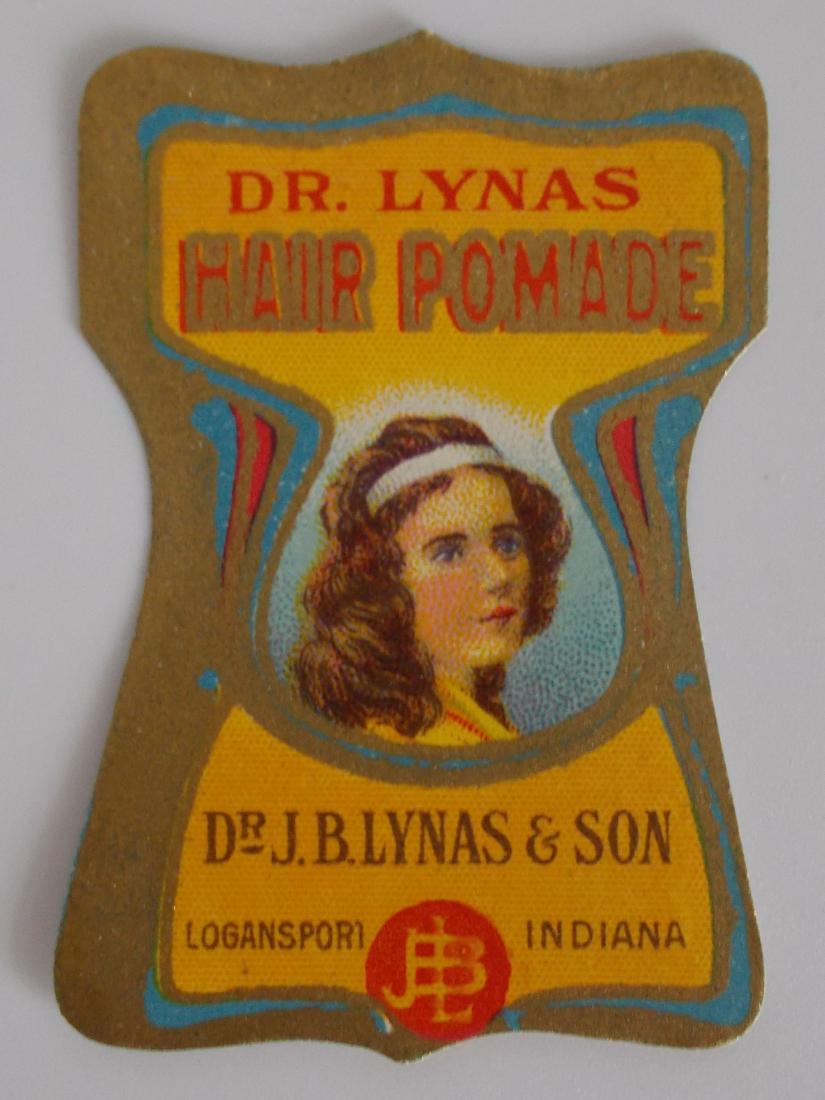 DR. LYNAS
HAIR POMADE
DR J. B. LYNAS & SON
LOGANSPORT INDIANA
JBL